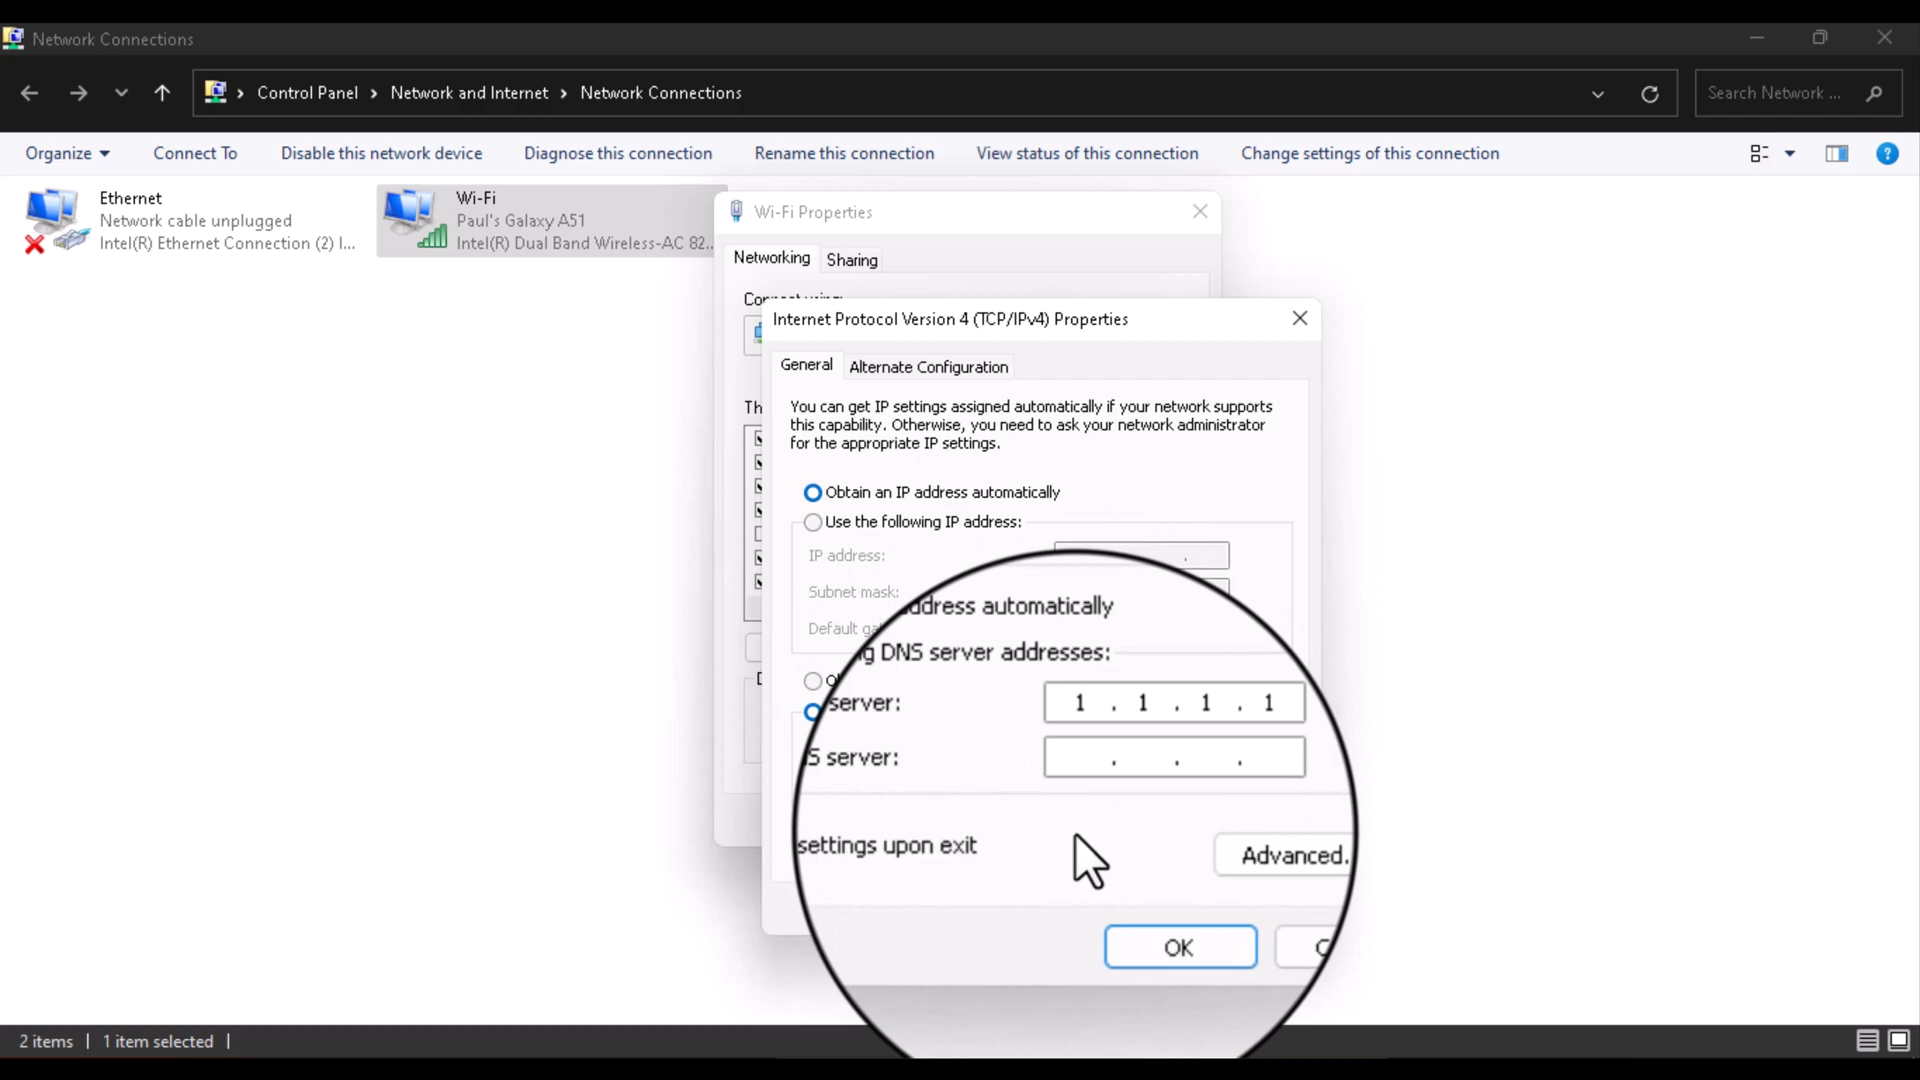 Network Connections
Control Panel > Network and Internet > Network Connections
Search Network ...
Organize
Connect To
Disable this network device
Diagnose this connection
Rename this connection
View status of this connection
Change settings of this connection
?
Ethernet
Network cable unplugged
Intel(R) Ethernet Connection (2) I...
Wi-Fi
Paul's Galaxy A51
Intel(R) Dual Band Wireless-AC 82...
Wi-Fi Properties
Networking
Sharing
Internet Protocol Version 4 (TCP/IPv4) Properties
General
Alternate Configuration
You can get IP settings assigned automatically if your network supports
this capability. Otherwise, you need to ask your network administrator
for the appropriate IP settings.
Obtain an IP address automatically
Use the following IP address:
IP address:
Subnet mask:
Default
address automatically
DNS server addresses:
server:
1 . 1 . 1 . 1
server:
. . .
settings upon exit
Advanced.
OK
2 items
1 item selected